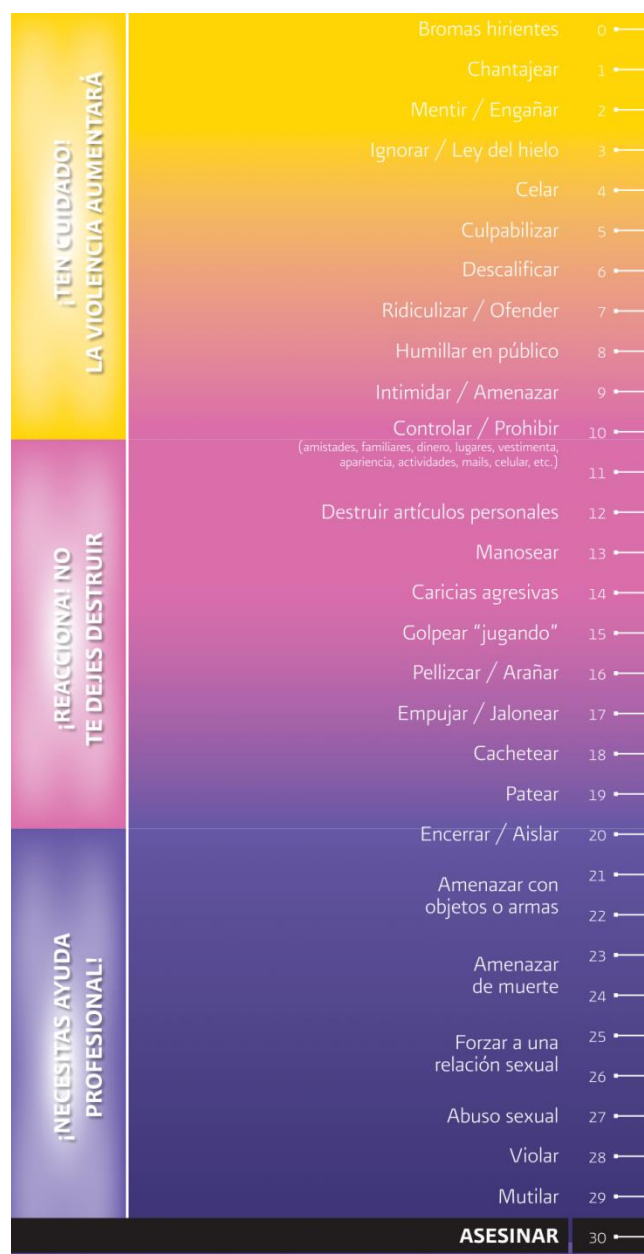 ¡TEN CUIDADO!
LA VIOLENCIA AUMENTARÁ
Bromas hirientes 0
Chantajear 1
Mentir / Engañar 2
Ignorar / Ley del hielo 3
Celar 4
Culpabilizar 5
Descalificar 6
Ridiculizar / Ofender 7
Humillar en público 8
Intimidar / Amenazar 9
¡REACCIONA! NO
TE DEJES DESTRUIR
Controlar / Prohibir 10
(amistades, familiares, dinero, lugares, vestimenta,
apariencia, actividades, mails, celular, etc.)
11
Destruir artículos personales 12
Manosear 13
Caricias agresivas 14
Golpear "jugando" 15
Pellizcar / Arañar 16
Empujar / Jalonear 17
Cachetear 18
Patear 19
¡NECESITAS AYUDA
PROFESIONAL!
Encerrar / Aislar 20
21
Amenazar con
objetos o armas
22
23
Amenazar
de muerte
24
25
Forzar a una
relación sexual
26
Abuso sexual 27
Violar 28
Mutilar 29
ASESINAR 30